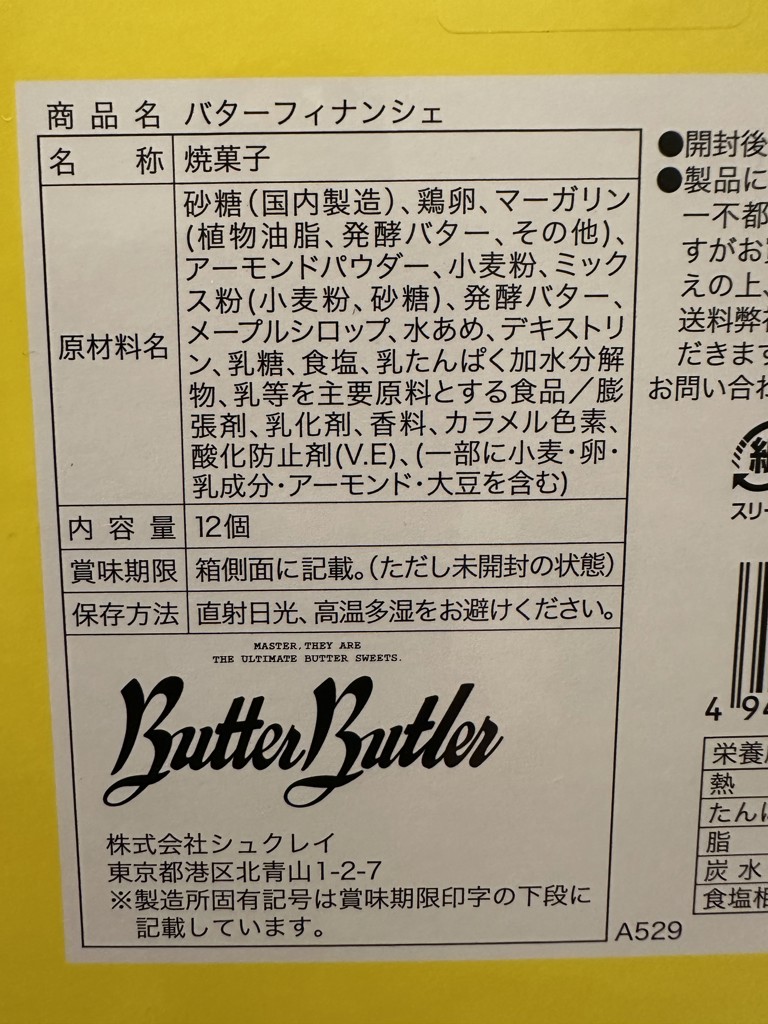 商品名 バターフィナンシェ
名称 焼菓子
原材料名
砂糖(国内製造)、鶏卵、マーガリン
(植物油脂、発酵バター、その他)、
アーモンドパウダー、小麦粉、ミック
ス粉(小麦粉、砂糖)、発酵バター、
メープルシロップ、水あめ、デキストリ
ン、乳糖、食塩、乳たんぱく加水分解
物、乳等を主要原料とする食品／膨
張剤、乳化剤、香料、カラメル色素、
酸化防止剤(V.E)、(一部に小麦・卵・
乳成分・アーモンド・大豆を含む)
内容量 12個
賞味期限 箱側面に記載。(ただし未開封の状態)
保存方法 直射日光、高温多湿をお避けください。
MASTER, THEY ARE
THE ULTIMATE BUTTER SWEETS.
Butter Butler
株式会社シュクレイ
東京都港区北青山1-2-7
※製造所固有記号は賞味期限印字の下段に
記載しています。
A529
●開封後
●製品に
一不都
すがお
えの上、
送料弊
だきます
お問い合わ
スリー
4 94
栄養
熱
たん
脂
炭水
食塩相